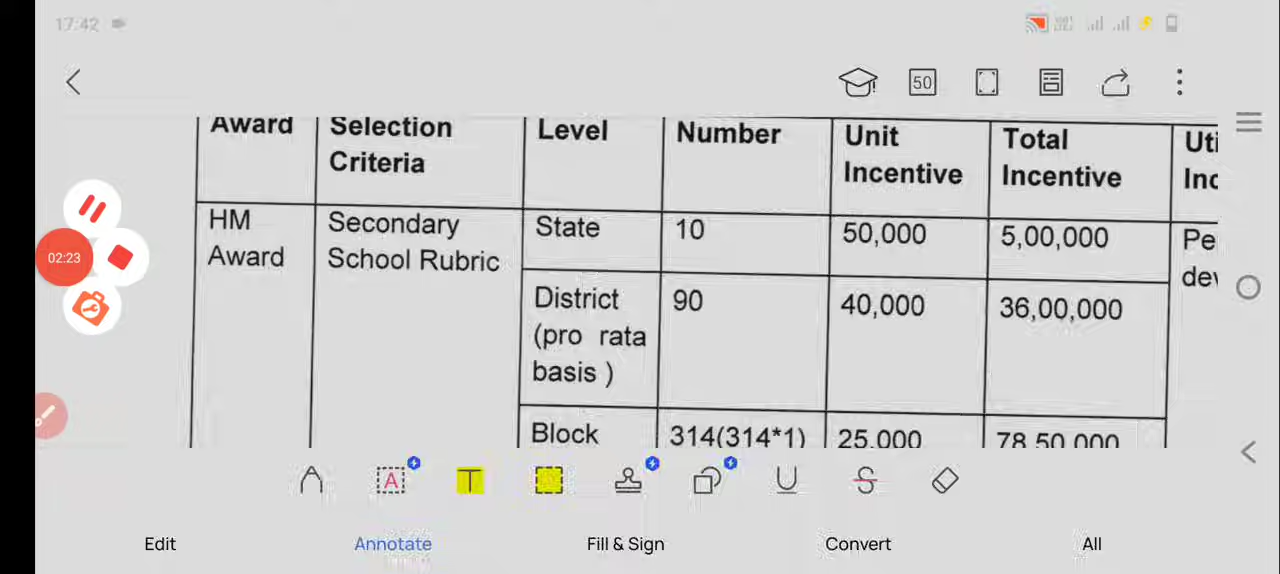 17:42
50
Award Selection Criteria Level Number Unit Incentive Total Incentive
HM Award Secondary School Rubric State 10 50,000 5,00,000
02:23
District (pro rata basis ) 90 40,000 36,00,000
Block 314(314*1) 25,000 78,50,000
A T
U S
Edit Annotate Fill & Sign Convert All